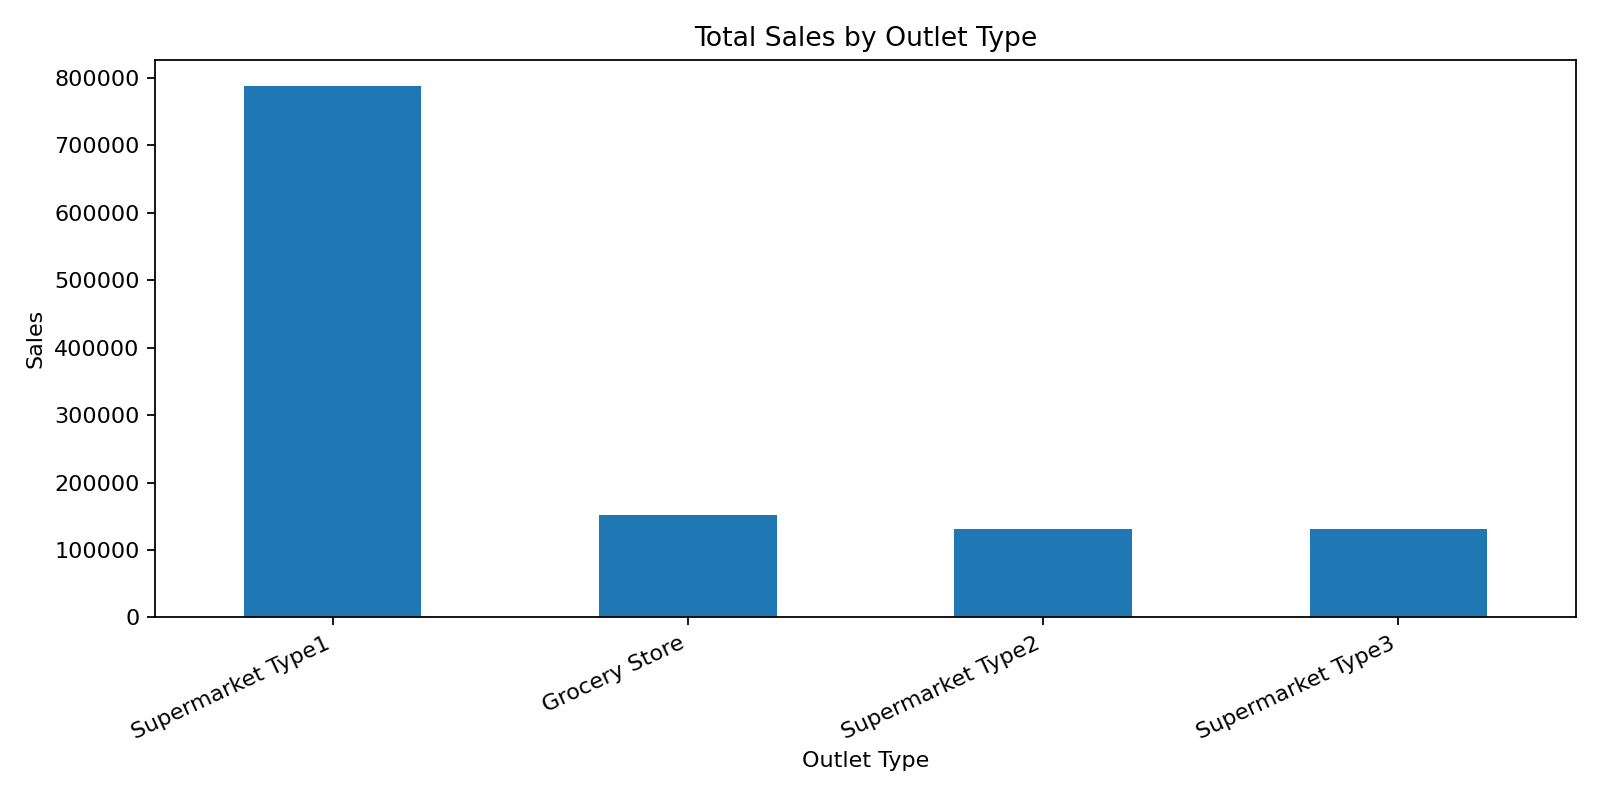 Total Sales by Outlet Type
Sales
800000
700000
600000
500000
400000
300000
200000
100000
0
Supermarket Type1
Grocery Store
Supermarket Type2
Supermarket Type3
Outlet Type